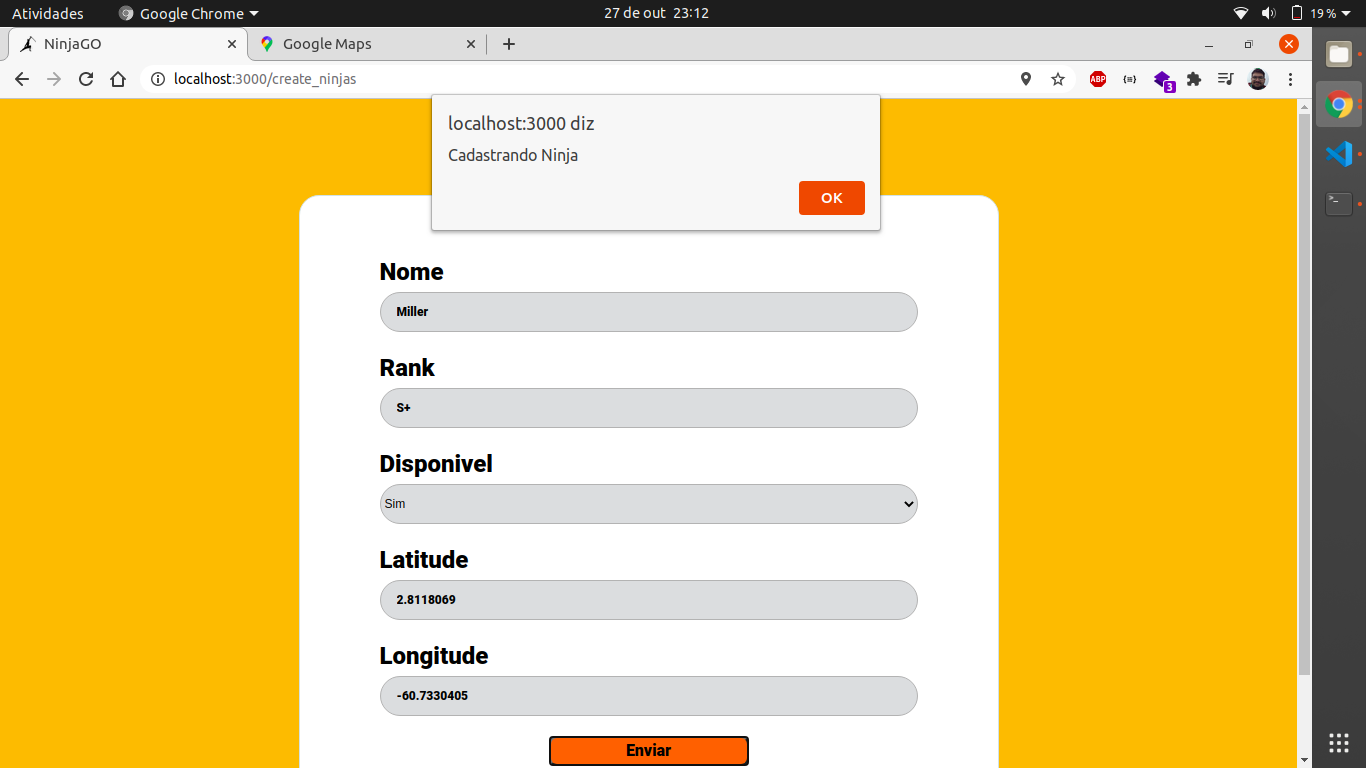 Atividades Google Chrome 27 de out 23:12 19 %
NinjaGO Google Maps
localhost:3000/create_ninjas ABP 3
localhost:3000 diz
Cadastrando Ninja
OK
Nome
Miller
Rank
S+
Disponivel
Sim
Latitude
2.8118069
Longitude
-60.7330405
Enviar